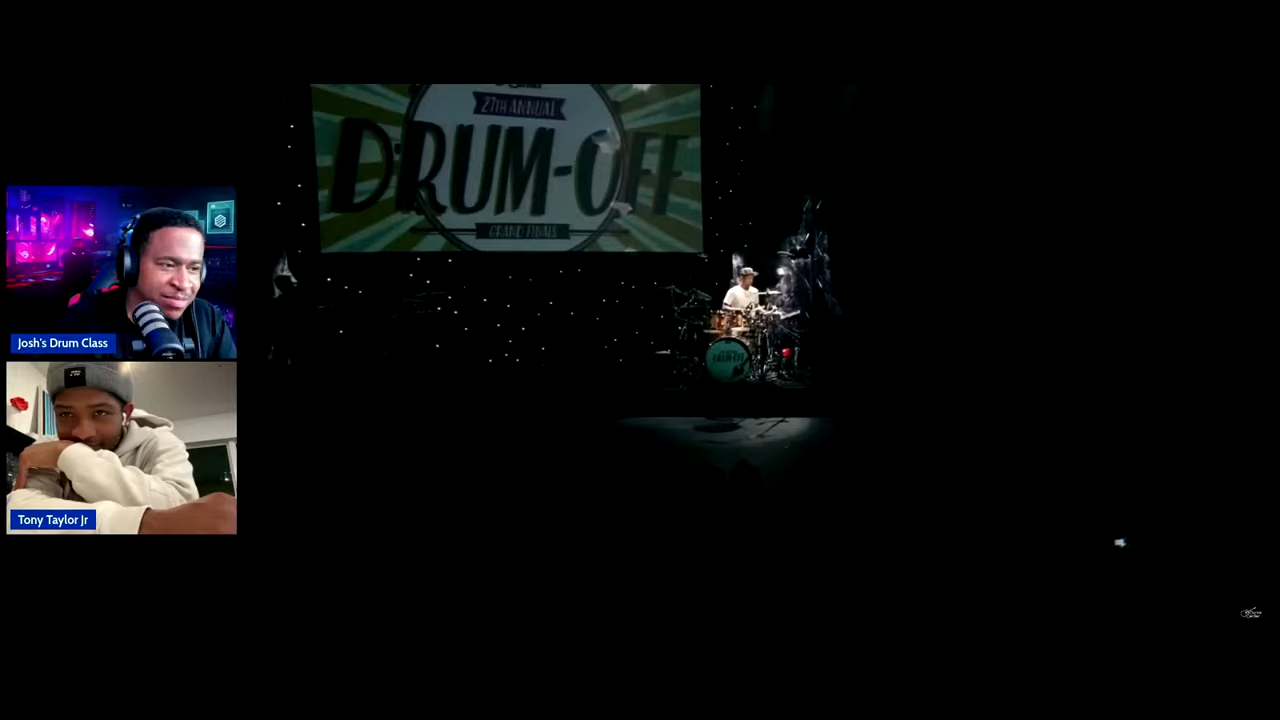 27TH ANNUAL
DRUM-OFF
GRAND FINALS
Josh's Drum Class
Tony Taylor Jr